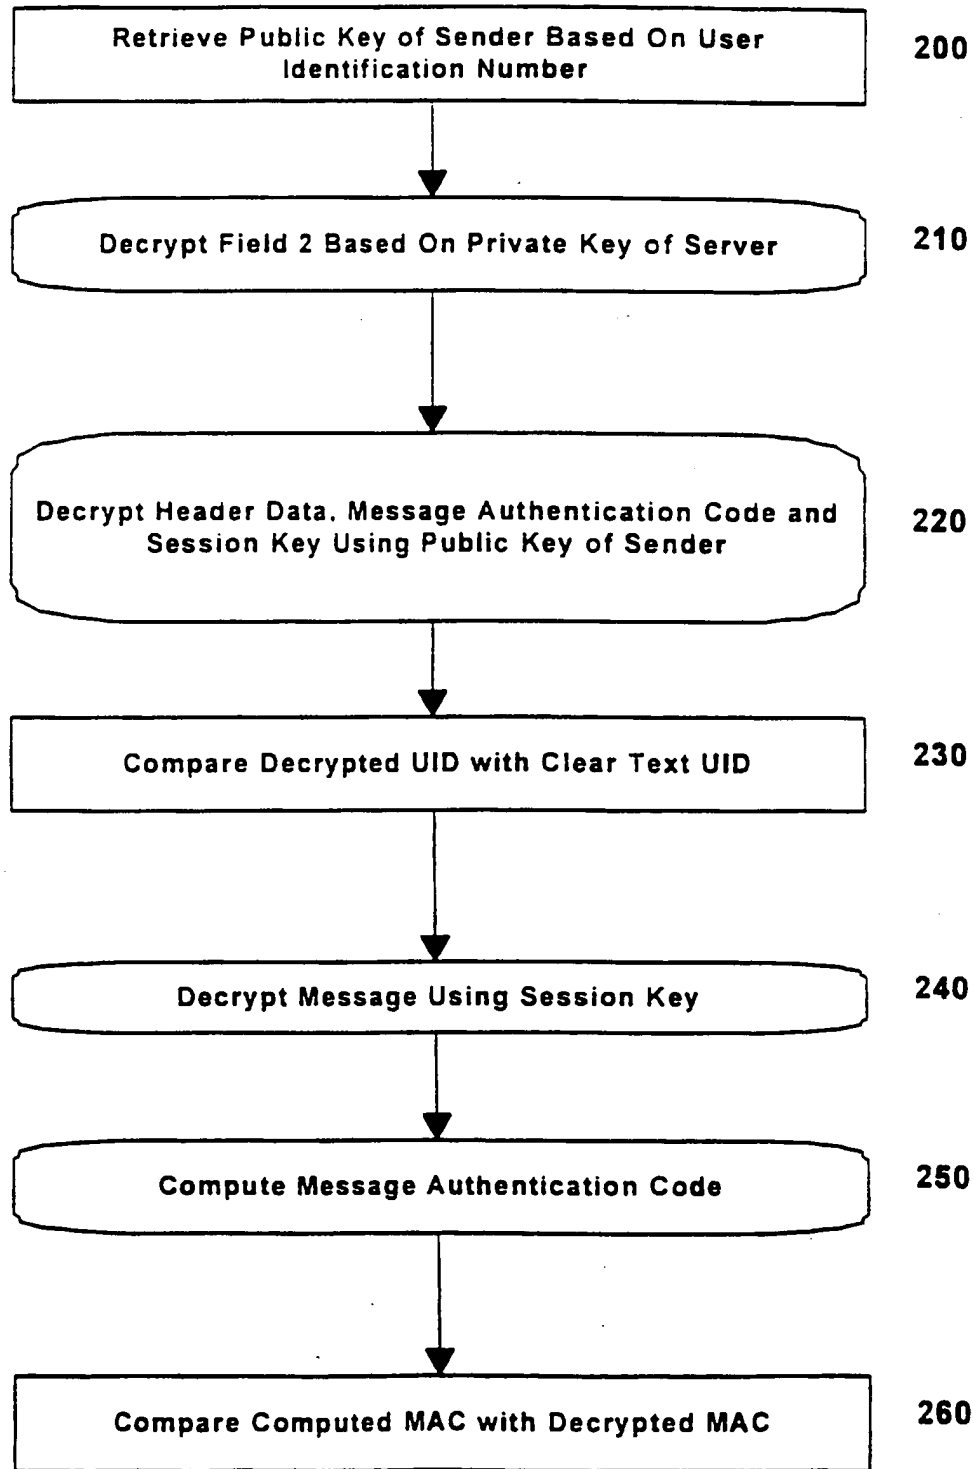 Retrieve Public Key of Sender Based On User
Identification Number
200
Decrypt Field 2 Based On Private Key of Server
210
Decrypt Header Data, Message Authentication Code and
Session Key Using Public Key of Sender
220
Compare Decrypted UID with Clear Text UID
230
Decrypt Message Using Session Key
240
Compute Message Authentication Code
250
Compare Computed MAC with Decrypted MAC
260